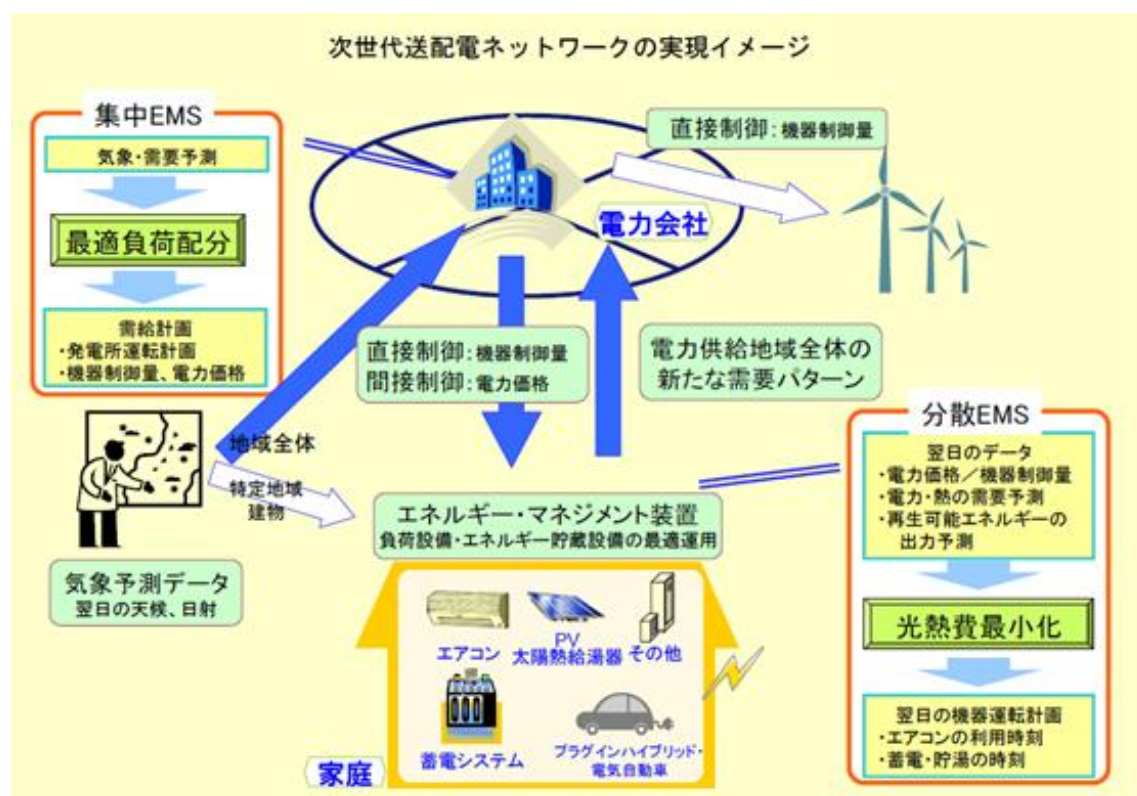 次世代送配電ネットワークの実現イメージ
集中EMS
気象・需要予測
最適負荷配分
需給計画
・発電所運転計画
・機器制御量、電力価格
直接制御：機器制御量
電力会社
直接制御：機器制御量
間接制御：電力価格
電力供給地域全体の
新たな需要パターン
地域全体
特定地域
建物
気象予測データ
翌日の天候、日射
エネルギー・マネジメント装置
負荷設備・エネルギー貯蔵設備の最適運用
エアコン
PV
太陽熱給湯器
その他
蓄電システム
プラグインハイブリッド・
電気自動車
家庭
分散EMS
翌日のデータ
・電力価格／機器制御量
・電力・熱の需要予測
・再生可能エネルギーの
出力予測
光熱費最小化
翌日の機器運転計画
・エアコンの利用時刻
・蓄電・貯湯の時刻